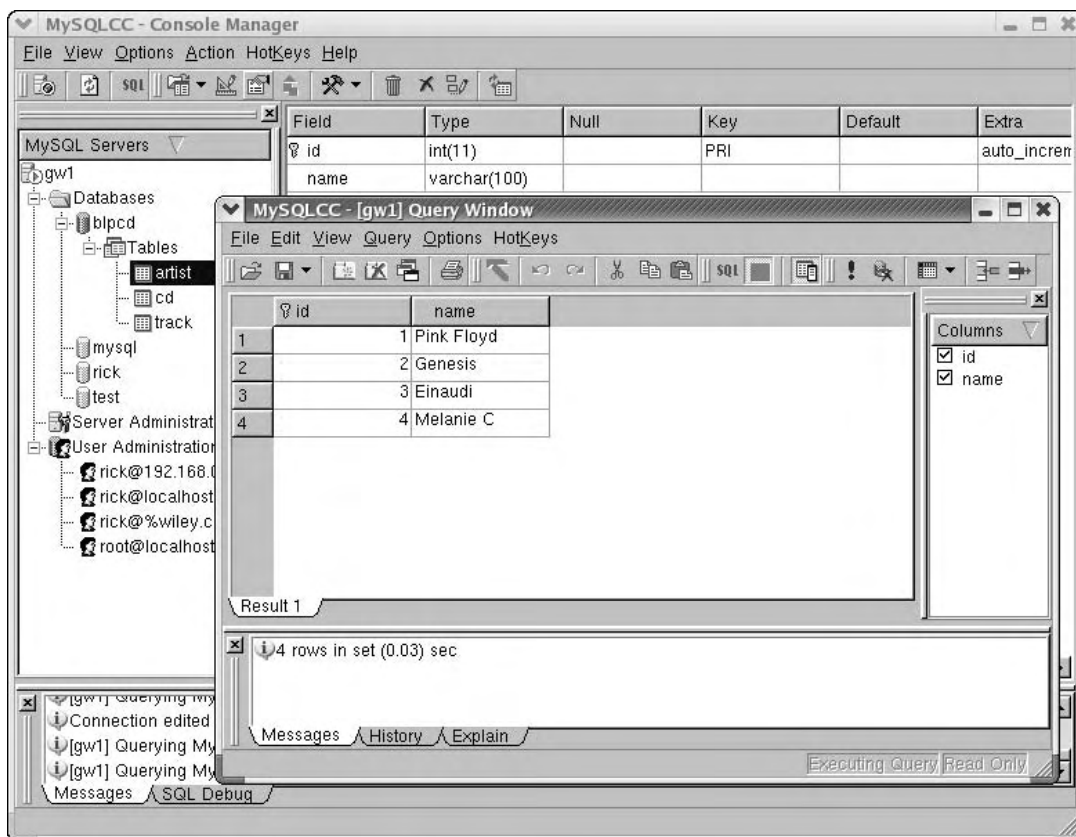 MySQLCC - Console Manager
File View Options Action HotKeys Help
SQL
MySQL Servers
gw1
Databases
blpcd
Tables
artist
cd
track
mysql
rick
test
Server Administrat
User Administration
rick@192.168.0
rick@localhost
rick@%wiley.c
root@localhost
Field Type Null Key Default Extra
id int(11) PRI auto_increm
name varchar(100)
MySQLCC - [gw1] Query Window
File Edit View Query Options HotKeys
SQL
id name
1 1 Pink Floyd
2 2 Genesis
3 3 Einaudi
4 4 Melanie C
Columns
id
name
Result 1
4 rows in set (0.03) sec
Messages History Explain
Executing Query Read Only
[gw1] Querying My
Connection edited
[gw1] Querying My
[gw1] Querying My
Messages SQL Debug